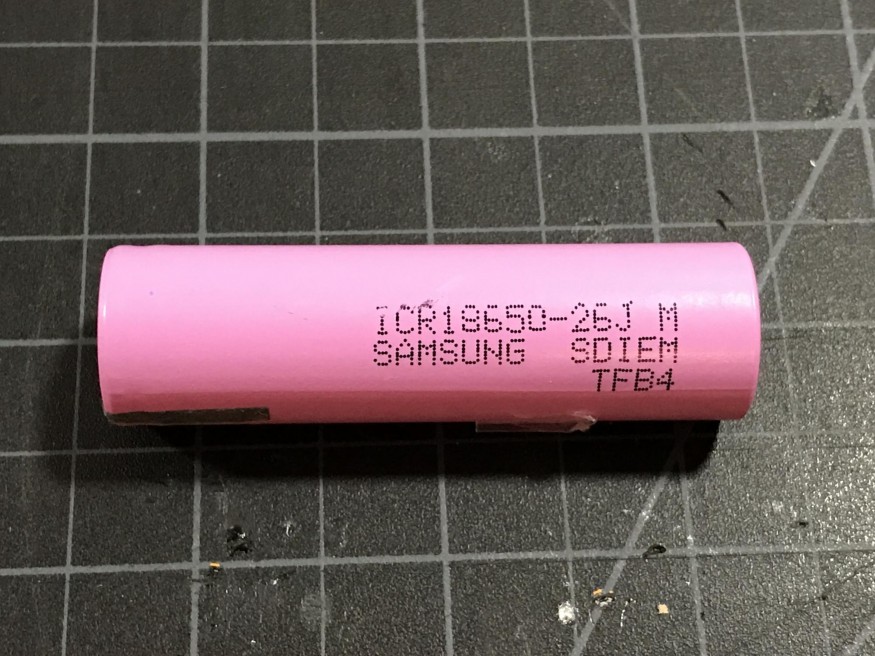 ICR18650-26J M
SAMSUNG SDIEM
TFB4